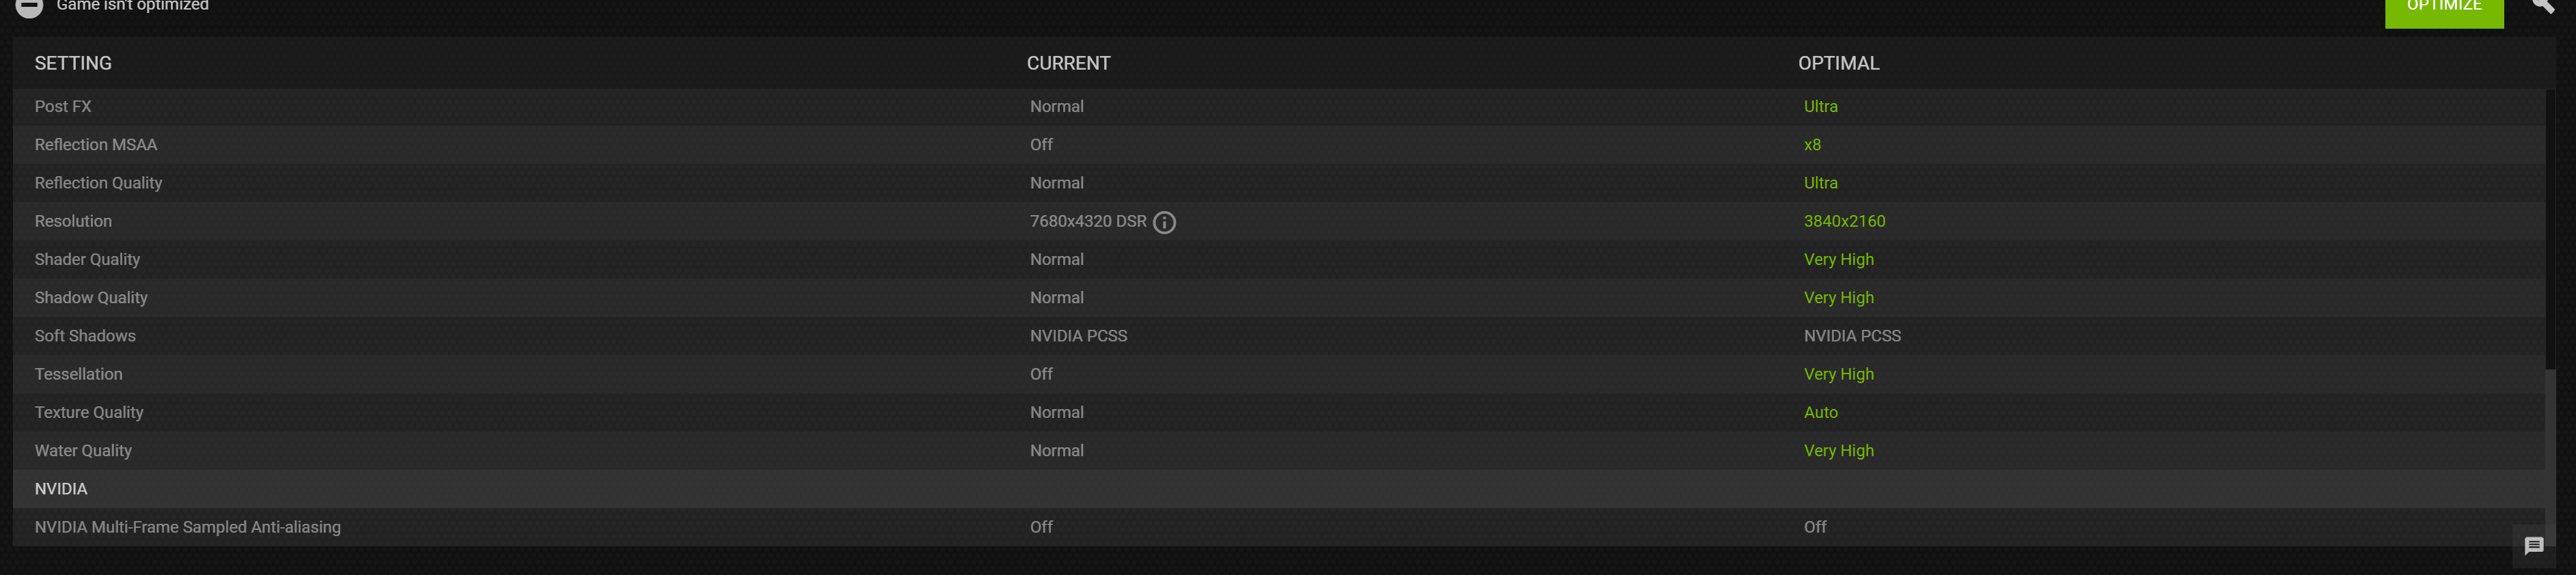 Game isn't optimized OPTIMIZE
SETTING CURRENT OPTIMAL
Post FX Normal Ultra
Reflection MSAA Off x8
Reflection Quality Normal Ultra
Resolution 7680x4320 DSR 3840x2160
Shader Quality Normal Very High
Shadow Quality Normal Very High
Soft Shadows NVIDIA PCSS NVIDIA PCSS
Tessellation Off Very High
Texture Quality Normal Auto
Water Quality Normal Very High
NVIDIA
NVIDIA Multi-Frame Sampled Anti-aliasing Off Off